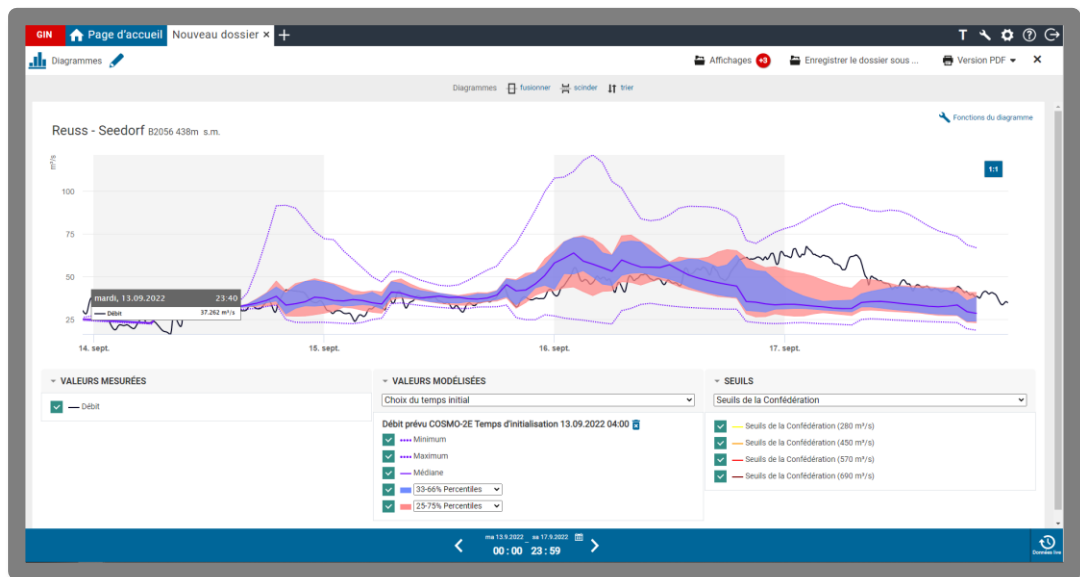 GIN Page d'accueil Nouveau dossier × + T
Diagrammes Affichages +3 Enregistrer le dossier sous ... Version PDF ×
Diagrammes fusionner scinder trier
Fonctions du diagramme
Reuss - Seedorf B2056 438m s.m.
m³/s
1:1
100
75
50
25
mardi, 13.09.2022 23:40
Débit 37.262 m³/s
14. sept. 15. sept. 16. sept. 17. sept.
VALEURS MESURÉES
Débit
VALEURS MODÉLISÉES
Choix du temps initial
Débit prévu COSMO-2E Temps d'initialisation 13.09.2022 04:00
Minimum
Maximum
Médiane
33-66% Percentiles
25-75% Percentiles
SEUILS
Seuils de la Confédération
Seuils de la Confédération (280 m³/s)
Seuils de la Confédération (450 m³/s)
Seuils de la Confédération (570 m³/s)
Seuils de la Confédération (690 m³/s)
ma 13.9.2022 _ sa 17.9.2022
00:00 23:59
Données live